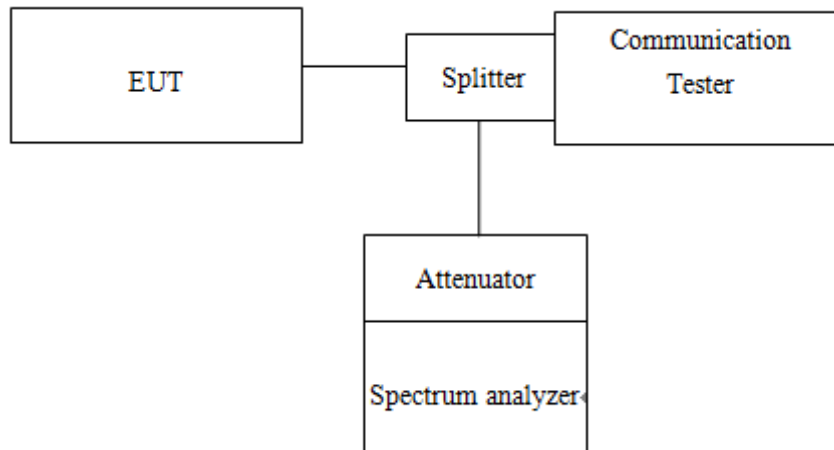 EUT
Splitter
Communication
Tester
Attenuator
Spectrum analyzer